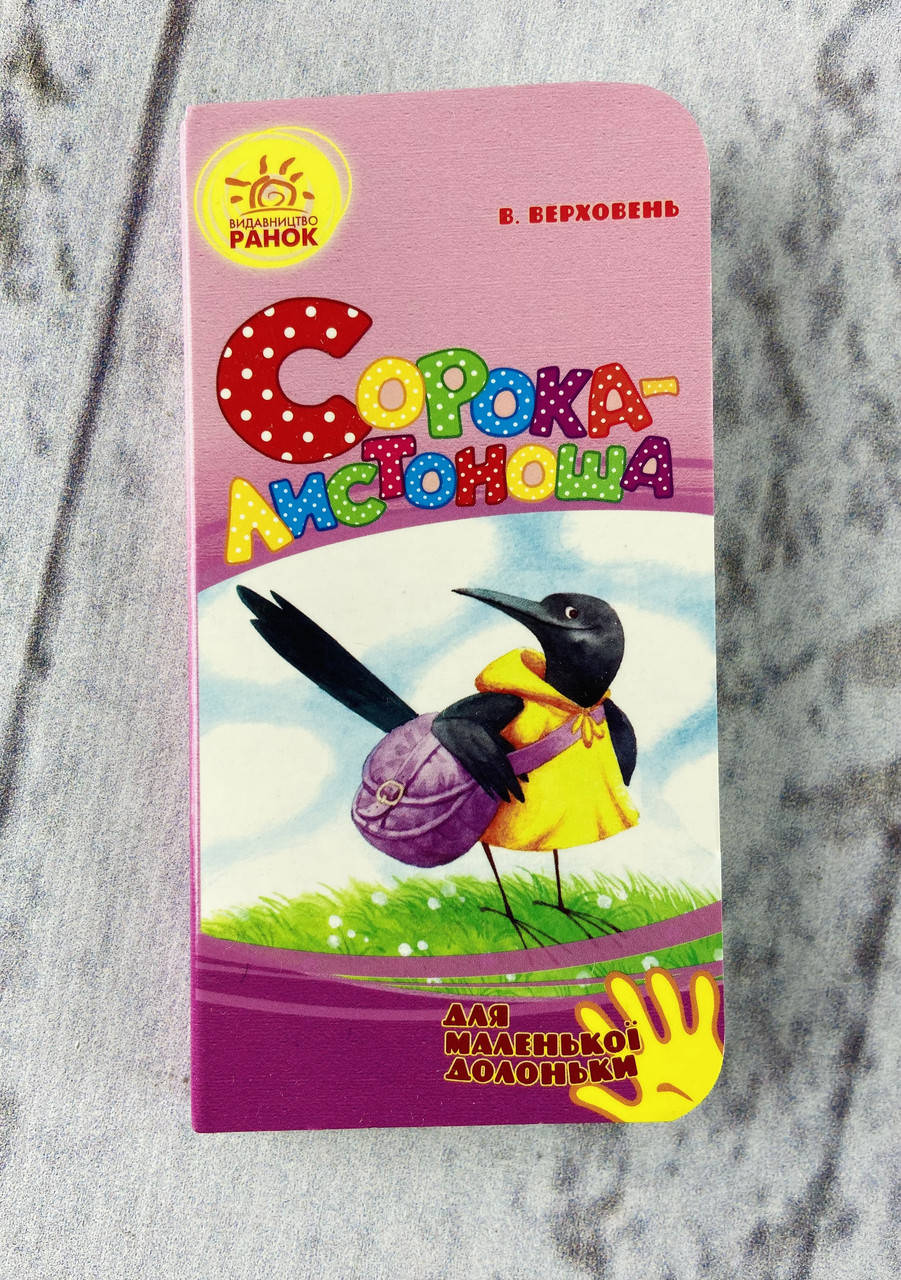 ВИДАВНИЦТВО
РАНОК
В. ВЕРХОВЕНЬ
СОРОКА-
ЛИСТОНОША
ДЛЯ
МАЛЕНЬКОЇ
ДОЛОНЬКИ